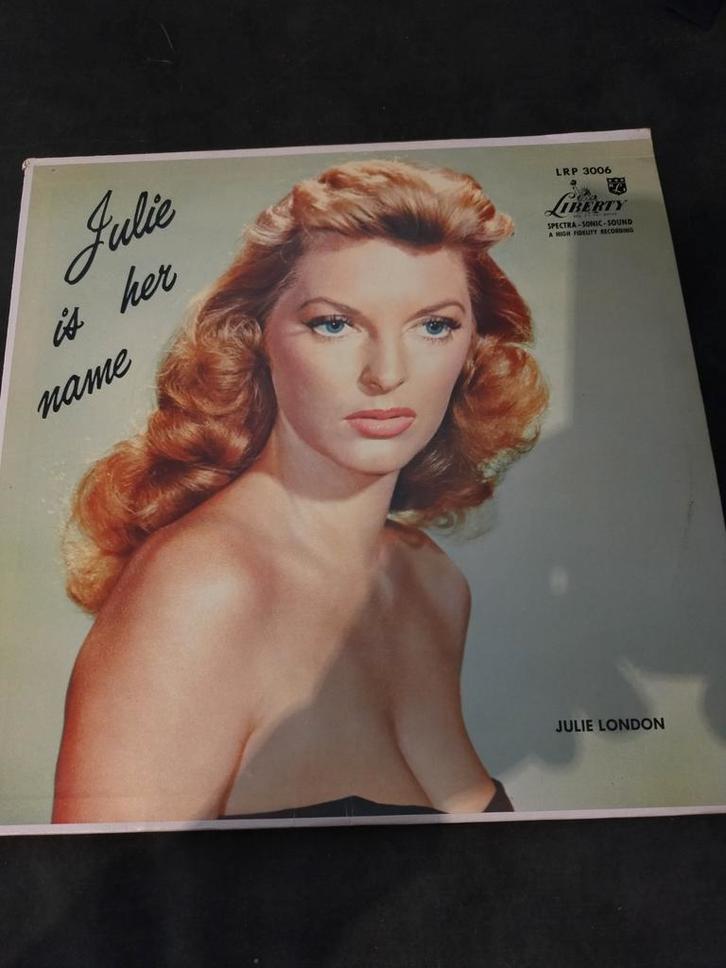 Julie
is her
name
LRP 3006
LIBERTY
SPECTRA-SONIC-SOUND
A HIGH FIDELITY RECORDING
JULIE LONDON